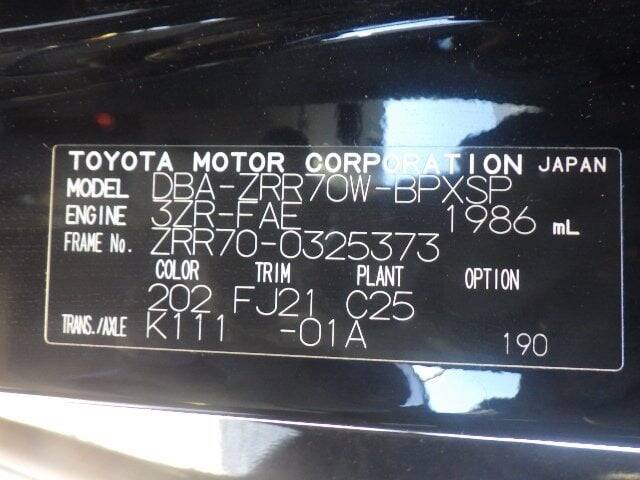 TOYOTA MOTOR CORPORATION JAPAN
MODEL DBA-ZRR70W-BPXSP
ENGINE 3ZR-FAE 1986 mL
FRAME No. ZRR70-0325373
COLOR TRIM PLANT OPTION
202 FJ21 C25
TRANS./AXLE K111 -01A 190